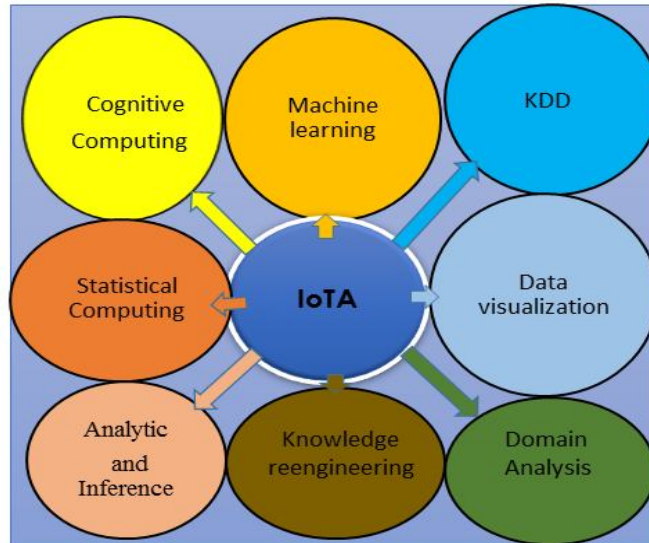 Cognitive
Computing
Machine
learning
KDD
Statistical
Computing
IoTA
Data
visualization
Analytic
and
Inference
Knowledge
reengineering
Domain
Analysis